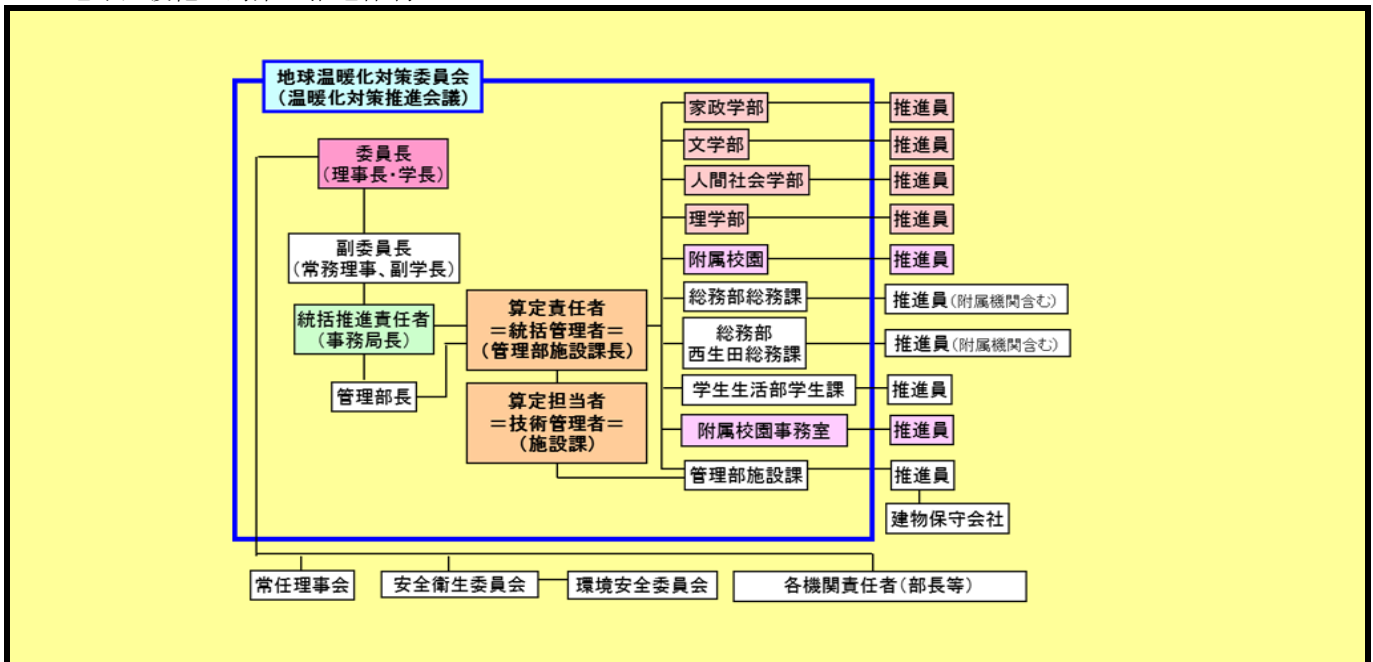 地球温暖化対策委員会
(温暖化対策推進会議)
委員長
(理事長・学長)
副委員長
(常務理事、副学長)
統括推進責任者
(事務局長)
管理部長
算定責任者
=統括管理者=
(管理部施設課長)
算定担当者
=技術管理者=
(施設課)
家政学部
推進員
文学部
推進員
人間社会学部
推進員
理学部
推進員
附属校園
推進員
総務部総務課
推進員(附属機関含む)
総務部
西生田総務課
推進員(附属機関含む)
学生生活部学生課
推進員
附属校園事務室
推進員
管理部施設課
推進員
建物保守会社
常任理事会
安全衛生委員会
環境安全委員会
各機関責任者(部長等)